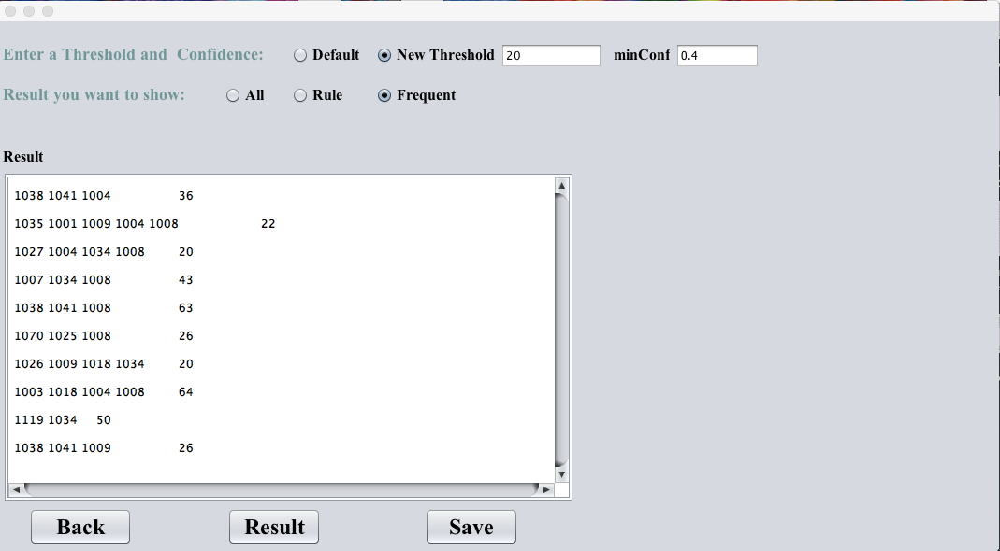 Enter a Threshold and Confidence: Default New Threshold 20 minConf 0.4
Result you want to show: All Rule Frequent
Result
1038 1041 1004 36
1035 1001 1009 1004 1008 22
1027 1004 1034 1008 20
1007 1034 1008 43
1038 1041 1008 63
1070 1025 1008 26
1026 1009 1018 1034 20
1003 1018 1004 1008 64
1119 1034 50
1038 1041 1009 26
Back Result Save